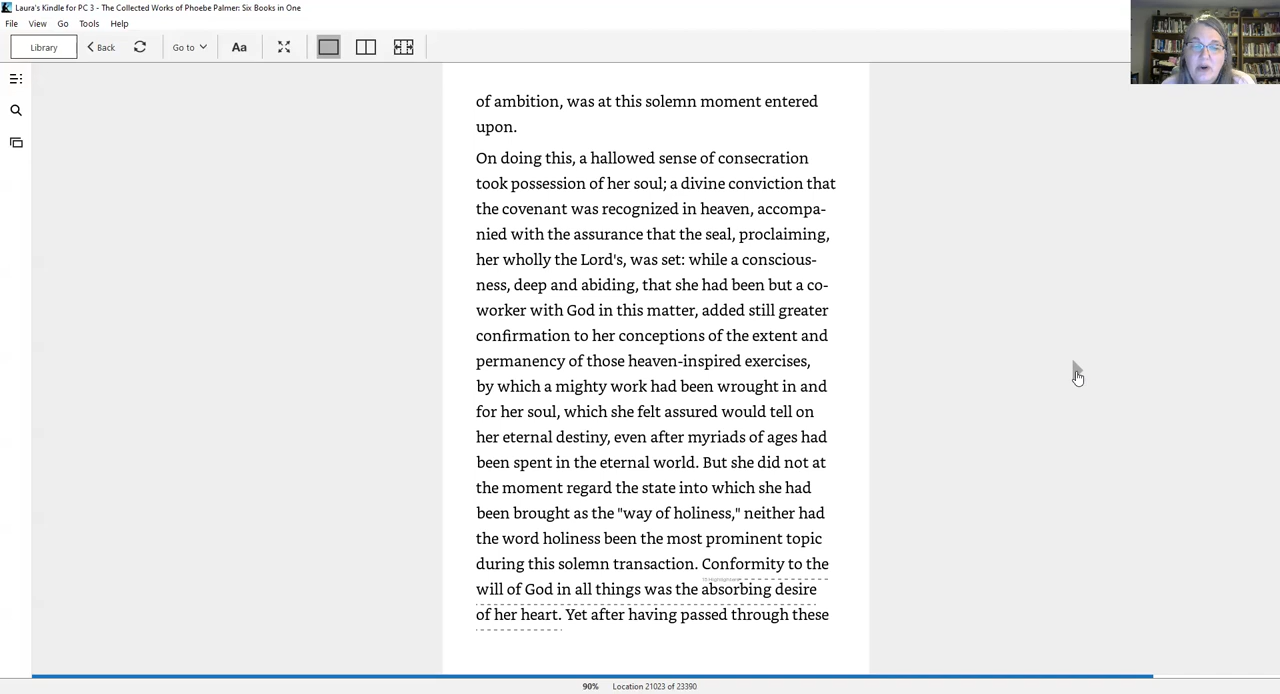 Laura's Kindle for PC 3 - The Collected Works of Phoebe Palmer: Six Books in One
File View Go Tools Help
Library Back Go to Aa
of ambition, was at this solemn moment entered
upon.
On doing this, a hallowed sense of consecration
took possession of her soul; a divine conviction that
the covenant was recognized in heaven, accompa-
nied with the assurance that the seal, proclaiming,
her wholly the Lord's, was set: while a conscious-
ness, deep and abiding, that she had been but a co-
worker with God in this matter, added still greater
confirmation to her conceptions of the extent and
permanency of those heaven-inspired exercises,
by which a mighty work had been wrought in and
for her soul, which she felt assured would tell on
her eternal destiny, even after myriads of ages had
been spent in the eternal world. But she did not at
the moment regard the state into which she had
been brought as the "way of holiness," neither had
the word holiness been the most prominent topic
during this solemn transaction. Conformity to the
will of God in all things was the absorbing desire
of her heart. Yet after having passed through these
90% Location 21023 of 23390